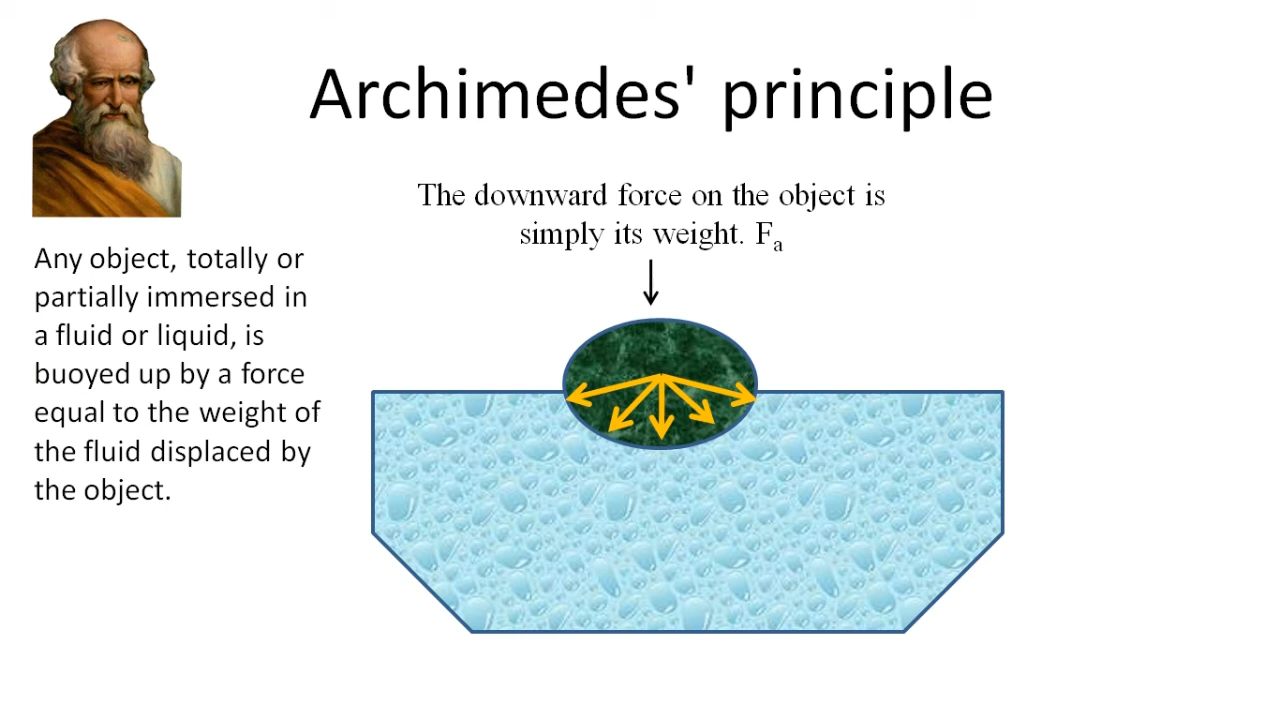 Archimedes' principle
The downward force on the object is
simply its weight. Fa
Any object, totally or
partially immersed in
a fluid or liquid, is
buoyed up by a force
equal to the weight of
the fluid displaced by
the object.